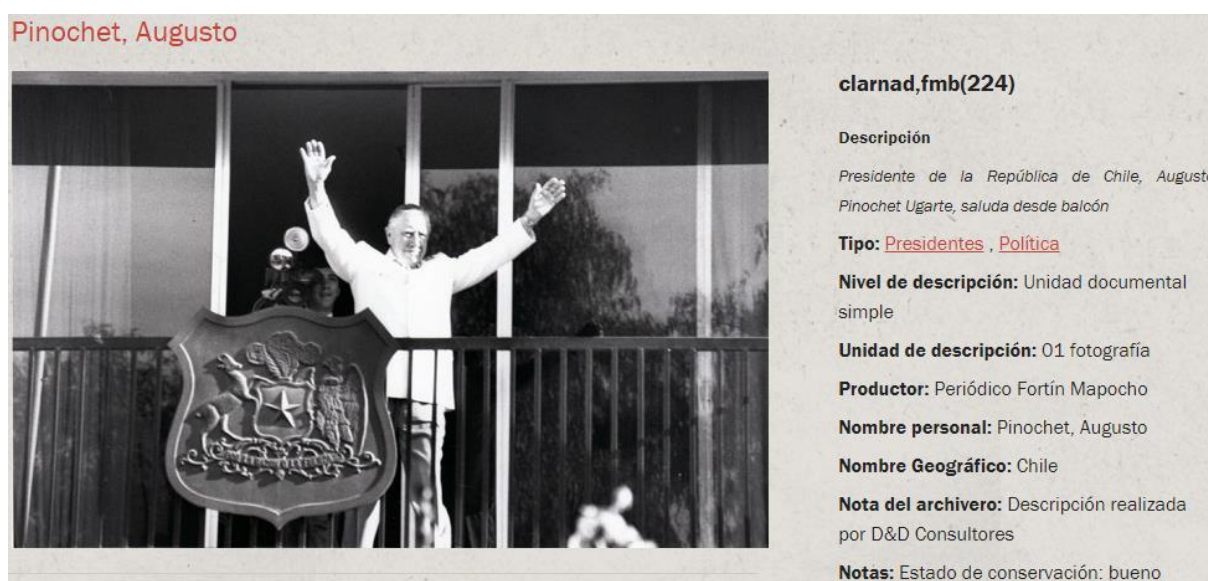 Pinochet, Augusto
clarnad,fmb(224)
Descripción
Presidente de la República de Chile, Augusto
Pinochet Ugarte, saluda desde balcón
Tipo: Presidentes , Política
Nivel de descripción: Unidad documental
simple
Unidad de descripción: 01 fotografía
Productor: Periódico Fortín Mapocho
Nombre personal: Pinochet, Augusto
Nombre Geográfico: Chile
Nota del archivero: Descripción realizada
por D&D Consultores
Notas: Estado de conservación: bueno